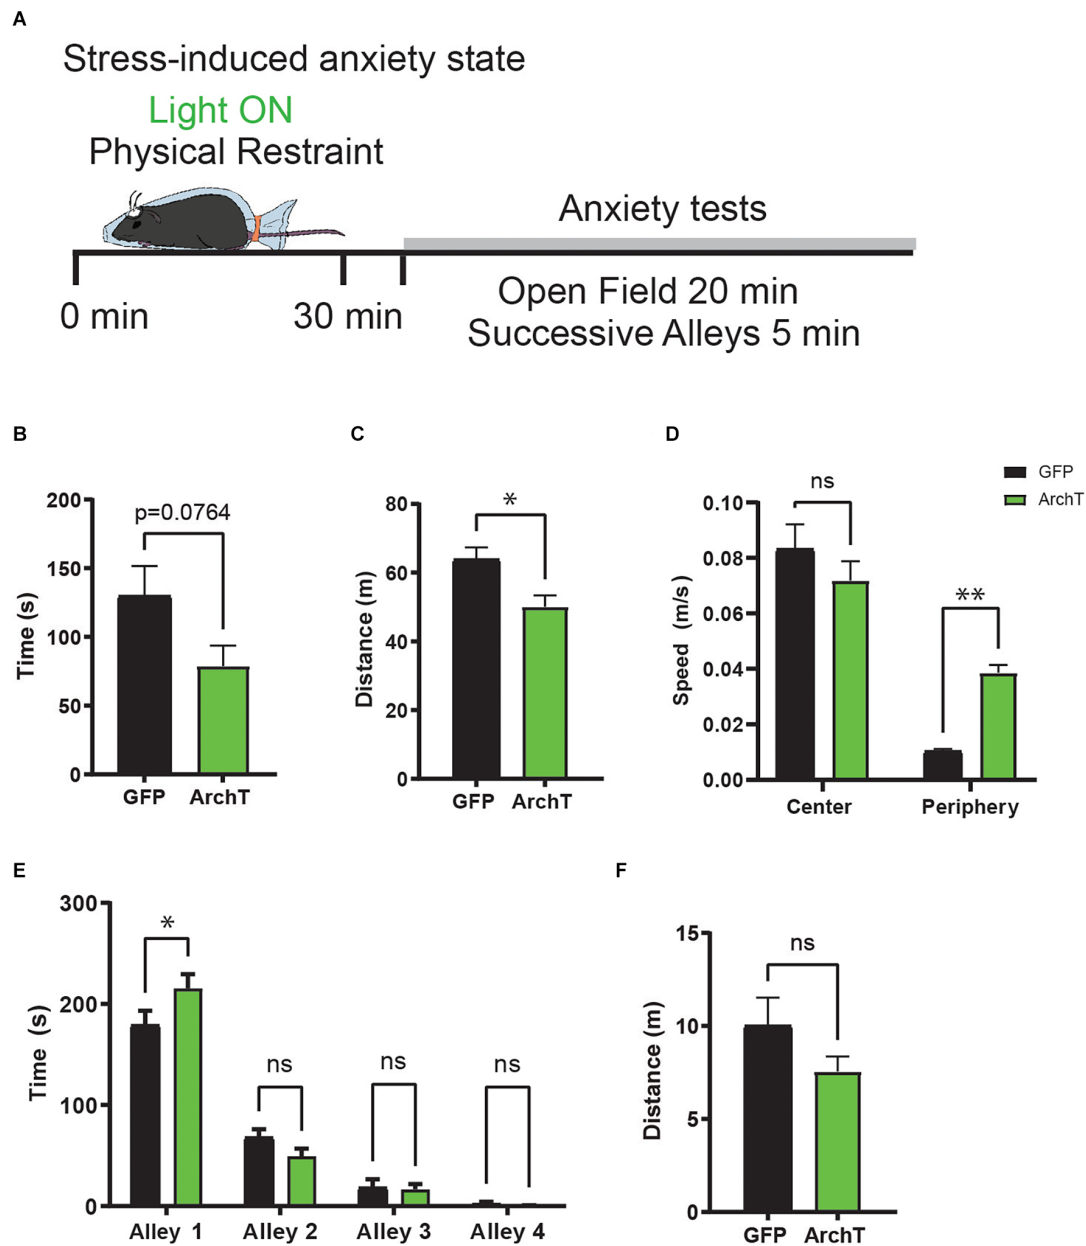 A
Stress-induced anxiety state
Light ON
Physical Restraint
Anxiety tests
0 min
30 min
Open Field 20 min
Successive Alleys 5 min
B
200
150
100
50
0
Time (s)
p=0.0764
GFP
ArchT
C
80
60
40
20
0
Distance (m)
*
GFP
ArchT
D
GFP
ArchT
0.10
0.08
0.06
0.04
0.02
0.00
Speed (m/s)
ns
**
Center
Periphery
E
300
200
100
0
Time (s)
*
ns
ns
ns
Alley 1
Alley 2
Alley 3
Alley 4
F
15
10
5
0
Distance (m)
ns
GFP
ArchT